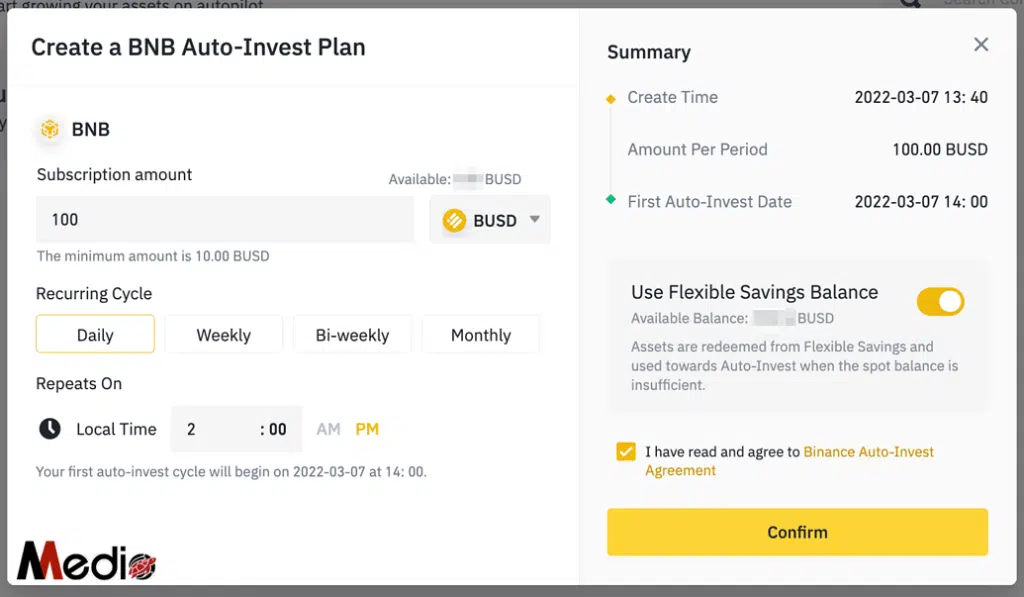 art growing your assets on autopilot
Create a BNB Auto-Invest Plan
BNB
Subscription amount
Available: BUSD
100
BUSD
The minimum amount is 10.00 BUSD
Recurring Cycle
Daily
Weekly
Bi-weekly
Monthly
Repeats On
Local Time
2
: 00
AM PM
Your first auto-invest cycle will begin on 2022-03-07 at 14: 00.
Medio
Summary
Create Time
2022-03-07 13: 40
Amount Per Period
100.00 BUSD
First Auto-Invest Date
2022-03-07 14: 00
Use Flexible Savings Balance
Available Balance: BUSD
Assets are redeemed from Flexible Savings and
used towards Auto-Invest when the spot balance is
insufficient.
I have read and agree to Binance Auto-Invest
Agreement
Confirm